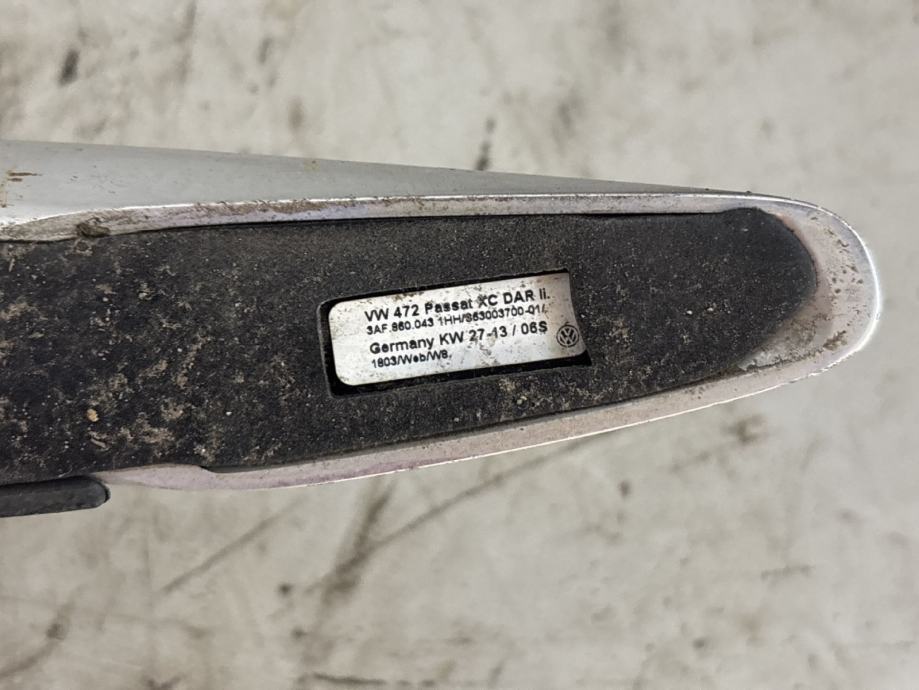 VW 472 Passat XC DAR li.
3AF.860.043 1HH/S63003700-01/.
Germany KW 27-13 / 06S
1803/Web/W8.